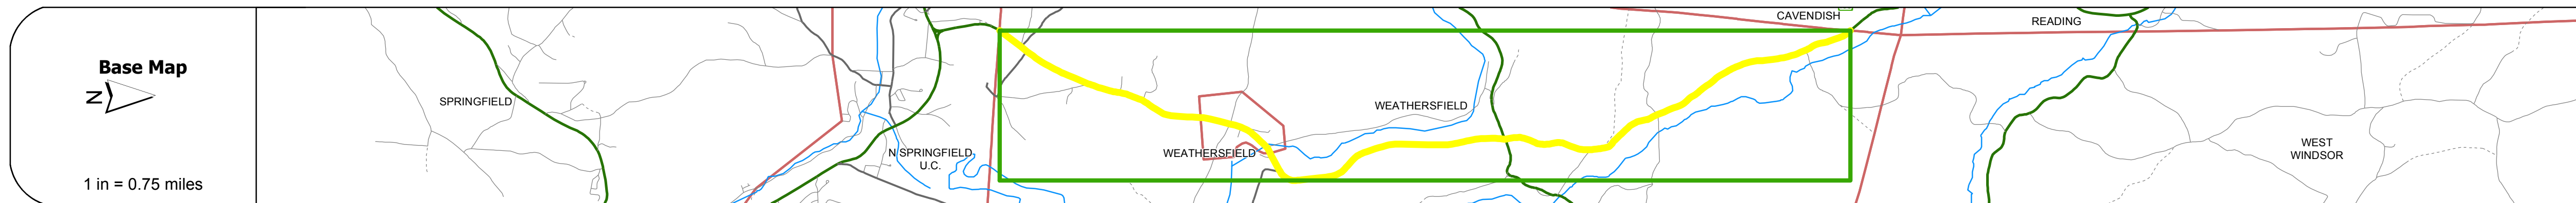 Base Map
N
1 in = 0.75 miles
SPRINGFIELD
N SPRINGFIELD
U.C.
WEATHERSFIELD
WEATHERSFIELD
CAVENDISH
READING
WEST
WINDSOR